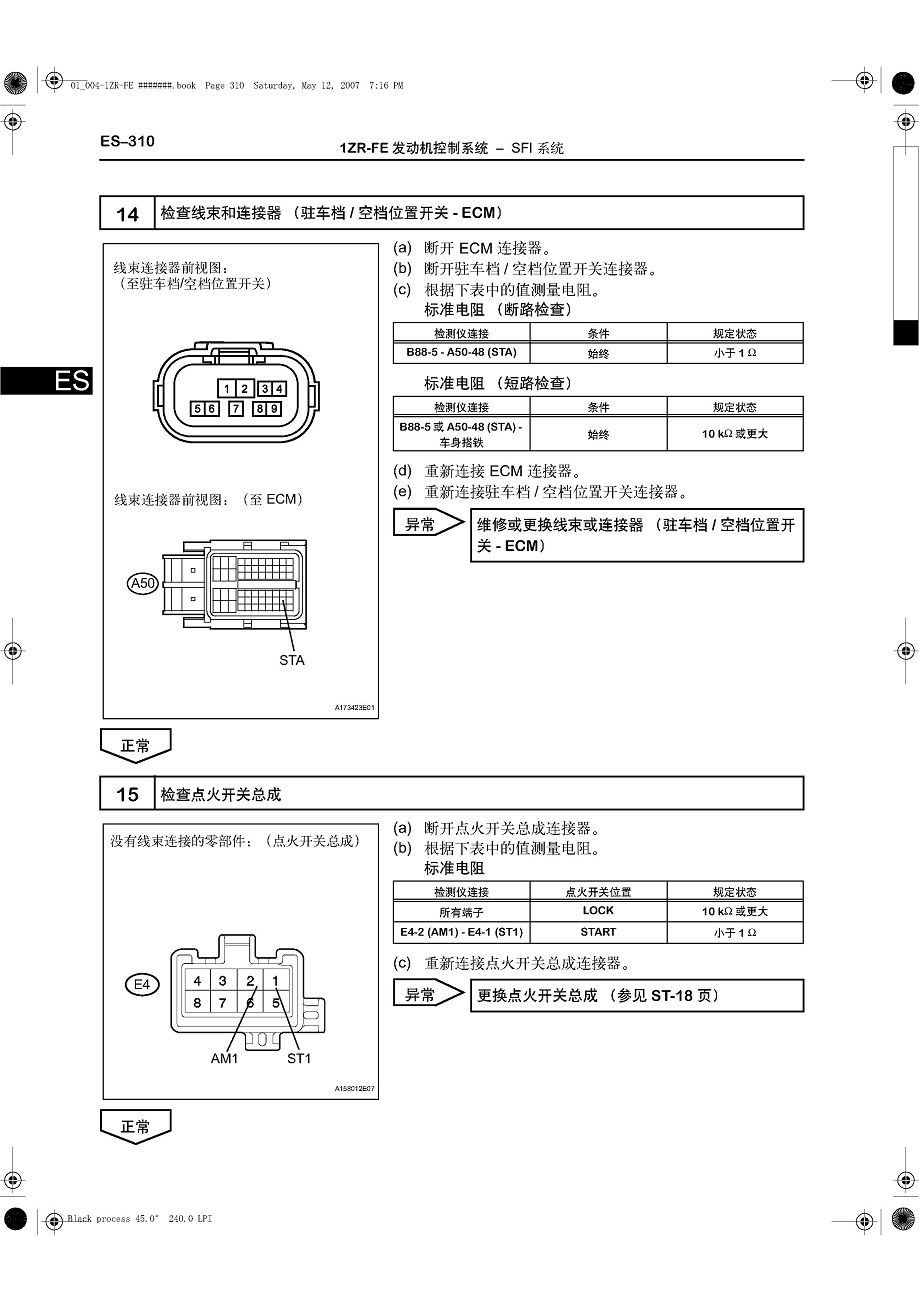 01_004-1ZR-FE #######.book Page 310 Saturday, May 12, 2007 7:16 PM
ES–310
1ZR-FE 发动机控制系统 – SFI 系统
14 检查线束和连接器 (驻车档 / 空档位置开关 - ECM)
线束连接器前视图:
(至驻车档/空档位置开关)
1 2 3 4
5 6 7 8 9
线束连接器前视图: (至 ECM)
A50
STA
A173423E01
(a) 断开 ECM 连接器。
(b) 断开驻车档 / 空档位置开关连接器。
(c) 根据下表中的值测量电阻。
标准电阻 (断路检查)
检测仪连接 条件 规定状态
B88-5 - A50-48 (STA) 始终 小于 1 Ω
标准电阻 (短路检查)
检测仪连接 条件 规定状态
B88-5 或 A50-48 (STA) -
车身搭铁 始终 10 kΩ 或更大
(d) 重新连接 ECM 连接器。
(e) 重新连接驻车档 / 空档位置开关连接器。
异常
维修或更换线束或连接器 (驻车档 / 空档位置开
关 - ECM)
ES
正常
15 检查点火开关总成
没有线束连接的零部件: (点火开关总成)
E4
4 3 2 1
8 7 6 5
AM1 ST1
A158012E07
(a) 断开点火开关总成连接器。
(b) 根据下表中的值测量电阻。
标准电阻
检测仪连接 点火开关位置 规定状态
所有端子 LOCK 10 kΩ 或更大
E4-2 (AM1) - E4-1 (ST1) START 小于 1 Ω
(c) 重新连接点火开关总成连接器。
异常
更换点火开关总成 (参见 ST-18 页)
正常
Black process 45.0° 240.0 LPI